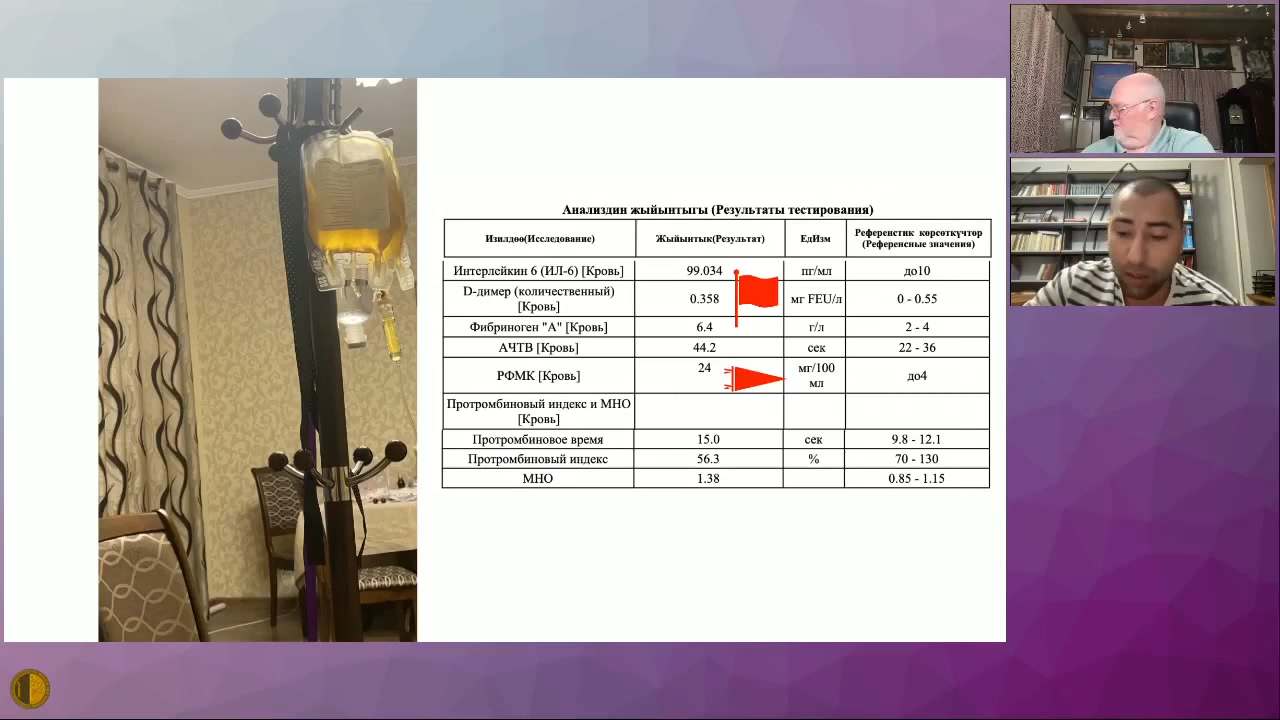 Анализдин жыйынтыгы (Результаты тестирования)
Изилдөө(Исследование) Жыйынтык(Результат) ЕдИзм Референстик көрсөткүчтөр
(Референсные значения)
Интерлейкин 6 (ИЛ-6) [Кровь] 99.034 пг/мл до10
D-димер (количественный)
[Кровь] 0.358 мг FEU/л 0 - 0.55
Фибриноген "А" [Кровь] 6.4 г/л 2 - 4
АЧТВ [Кровь] 44.2 сек 22 - 36
РФМК [Кровь] 24 мг/100
мл до4
Протромбиновый индекс и МНО
[Кровь]
Протромбиновое время 15.0 сек 9.8 - 12.1
Протромбиновый индекс 56.3 % 70 - 130
МНО 1.38 0.85 - 1.15